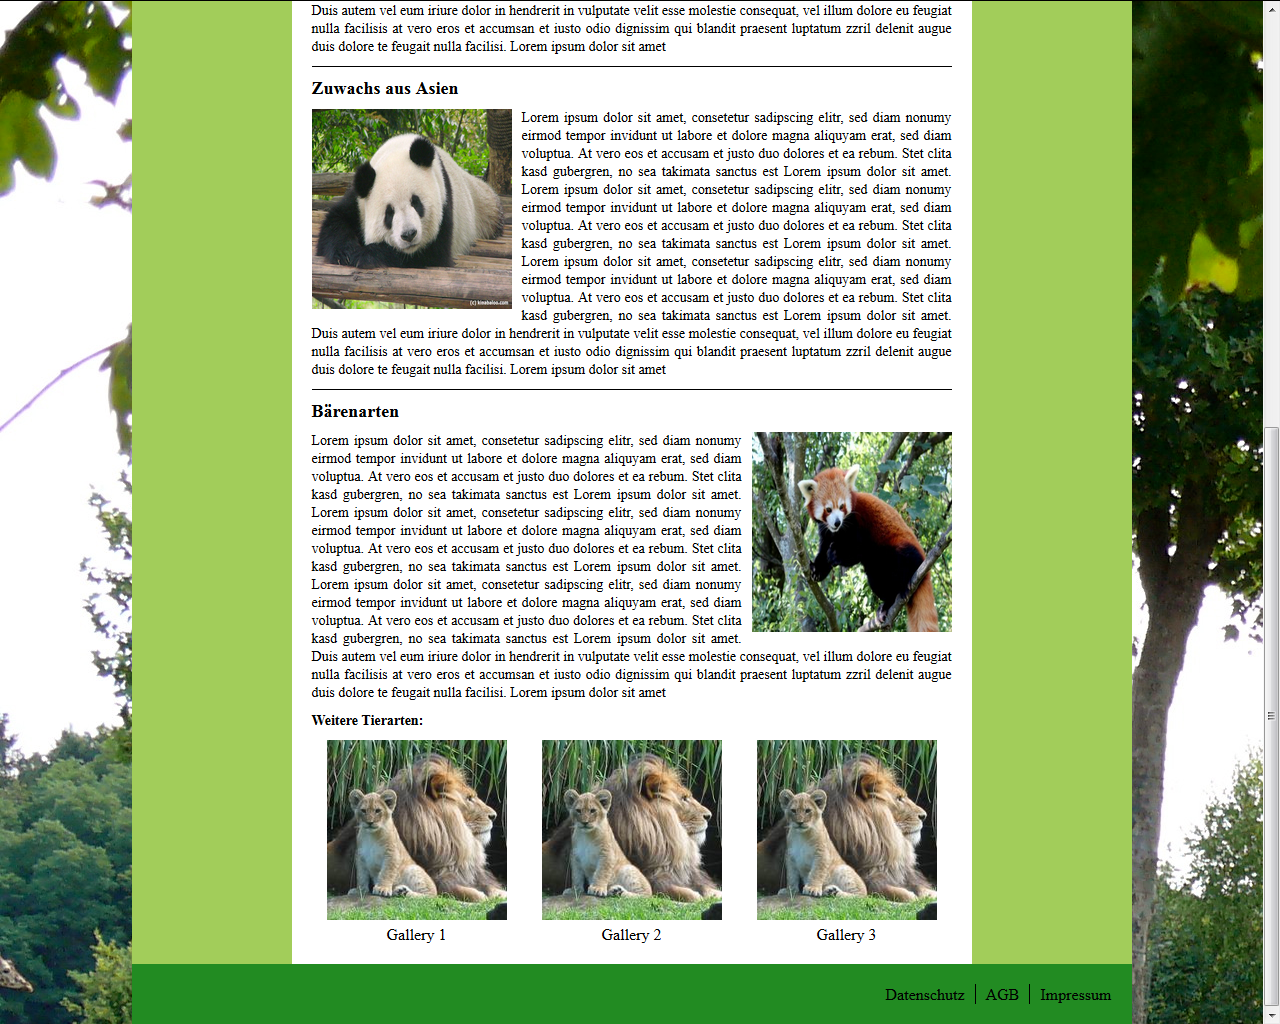 Duis autem vel eum iriure dolor in hendrerit in vulputate velit esse molestie consequat, vel illum dolore eu feugiat
nulla facilisis at vero eros et accumsan et iusto odio dignissim qui blandit praesent luptatum zzril delenit augue
duis dolore te feugait nulla facilisi. Lorem ipsum dolor sit amet
Zuwachs aus Asien
Lorem ipsum dolor sit amet, consetetur sadipscing elitr, sed diam nonumy
eirmod tempor invidunt ut labore et dolore magna aliquyam erat, sed diam
voluptua. At vero eos et accusam et justo duo dolores et ea rebum. Stet clita
kasd gubergren, no sea takimata sanctus est Lorem ipsum dolor sit amet.
Lorem ipsum dolor sit amet, consetetur sadipscing elitr, sed diam nonumy
eirmod tempor invidunt ut labore et dolore magna aliquyam erat, sed diam
voluptua. At vero eos et accusam et justo duo dolores et ea rebum. Stet clita
kasd gubergren, no sea takimata sanctus est Lorem ipsum dolor sit amet.
Lorem ipsum dolor sit amet, consetetur sadipscing elitr, sed diam nonumy
eirmod tempor invidunt ut labore et dolore magna aliquyam erat, sed diam
voluptua. At vero eos et accusam et justo duo dolores et ea rebum. Stet clita
kasd gubergren, no sea takimata sanctus est Lorem ipsum dolor sit amet.
Duis autem vel eum iriure dolor in hendrerit in vulputate velit esse molestie consequat, vel illum dolore eu feugiat
nulla facilisis at vero eros et accumsan et iusto odio dignissim qui blandit praesent luptatum zzril delenit augue
duis dolore te feugait nulla facilisi. Lorem ipsum dolor sit amet
Bärenarten
Lorem ipsum dolor sit amet, consetetur sadipscing elitr, sed diam nonumy
eirmod tempor invidunt ut labore et dolore magna aliquyam erat, sed diam
voluptua. At vero eos et accusam et justo duo dolores et ea rebum. Stet clita
kasd gubergren, no sea takimata sanctus est Lorem ipsum dolor sit amet.
Lorem ipsum dolor sit amet, consetetur sadipscing elitr, sed diam nonumy
eirmod tempor invidunt ut labore et dolore magna aliquyam erat, sed diam
voluptua. At vero eos et accusam et justo duo dolores et ea rebum. Stet clita
kasd gubergren, no sea takimata sanctus est Lorem ipsum dolor sit amet.
Lorem ipsum dolor sit amet, consetetur sadipscing elitr, sed diam nonumy
eirmod tempor invidunt ut labore et dolore magna aliquyam erat, sed diam
voluptua. At vero eos et accusam et justo duo dolores et ea rebum. Stet clita
kasd gubergren, no sea takimata sanctus est Lorem ipsum dolor sit amet.
Duis autem vel eum iriure dolor in hendrerit in vulputate velit esse molestie consequat, vel illum dolore eu feugiat
nulla facilisis at vero eros et accumsan et iusto odio dignissim qui blandit praesent luptatum zzril delenit augue
duis dolore te feugait nulla facilisi. Lorem ipsum dolor sit amet
Weitere Tierarten:
Gallery 1 Gallery 2 Gallery 3
Datenschutz AGB Impressum